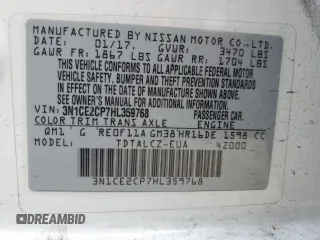 MFD BY NISSAN MOTOR CO., LTD.
DATE: 01/17. GVWR: 3470 LBS
GAWR FR: 1867 LBS GAWR RR: 1704 LBS
THIS VEHICLE CONFORMS TO ALL APPLICABLE
FEDERAL MOTOR VEHICLE SAFETY,
BUMPER, AND THEFT PREVENTION STANDARDS
IN EFFECT ON THE DATE OF MANUFACTURE SHOWN ABOVE.
SEE OWNER'S MANUAL FOR ADDITIONAL INFORMATION.
VIN: 3N1CE2CP7HL359768 PASSENGER CAR.
COLOR TRIM TRANS AXLE ENGINE
QM1 G RE0F11A GM38 HR16DE 1598 CC
MODEL: TDTALCZ-EUA 4Z000
3N1CE2CP7HL359768